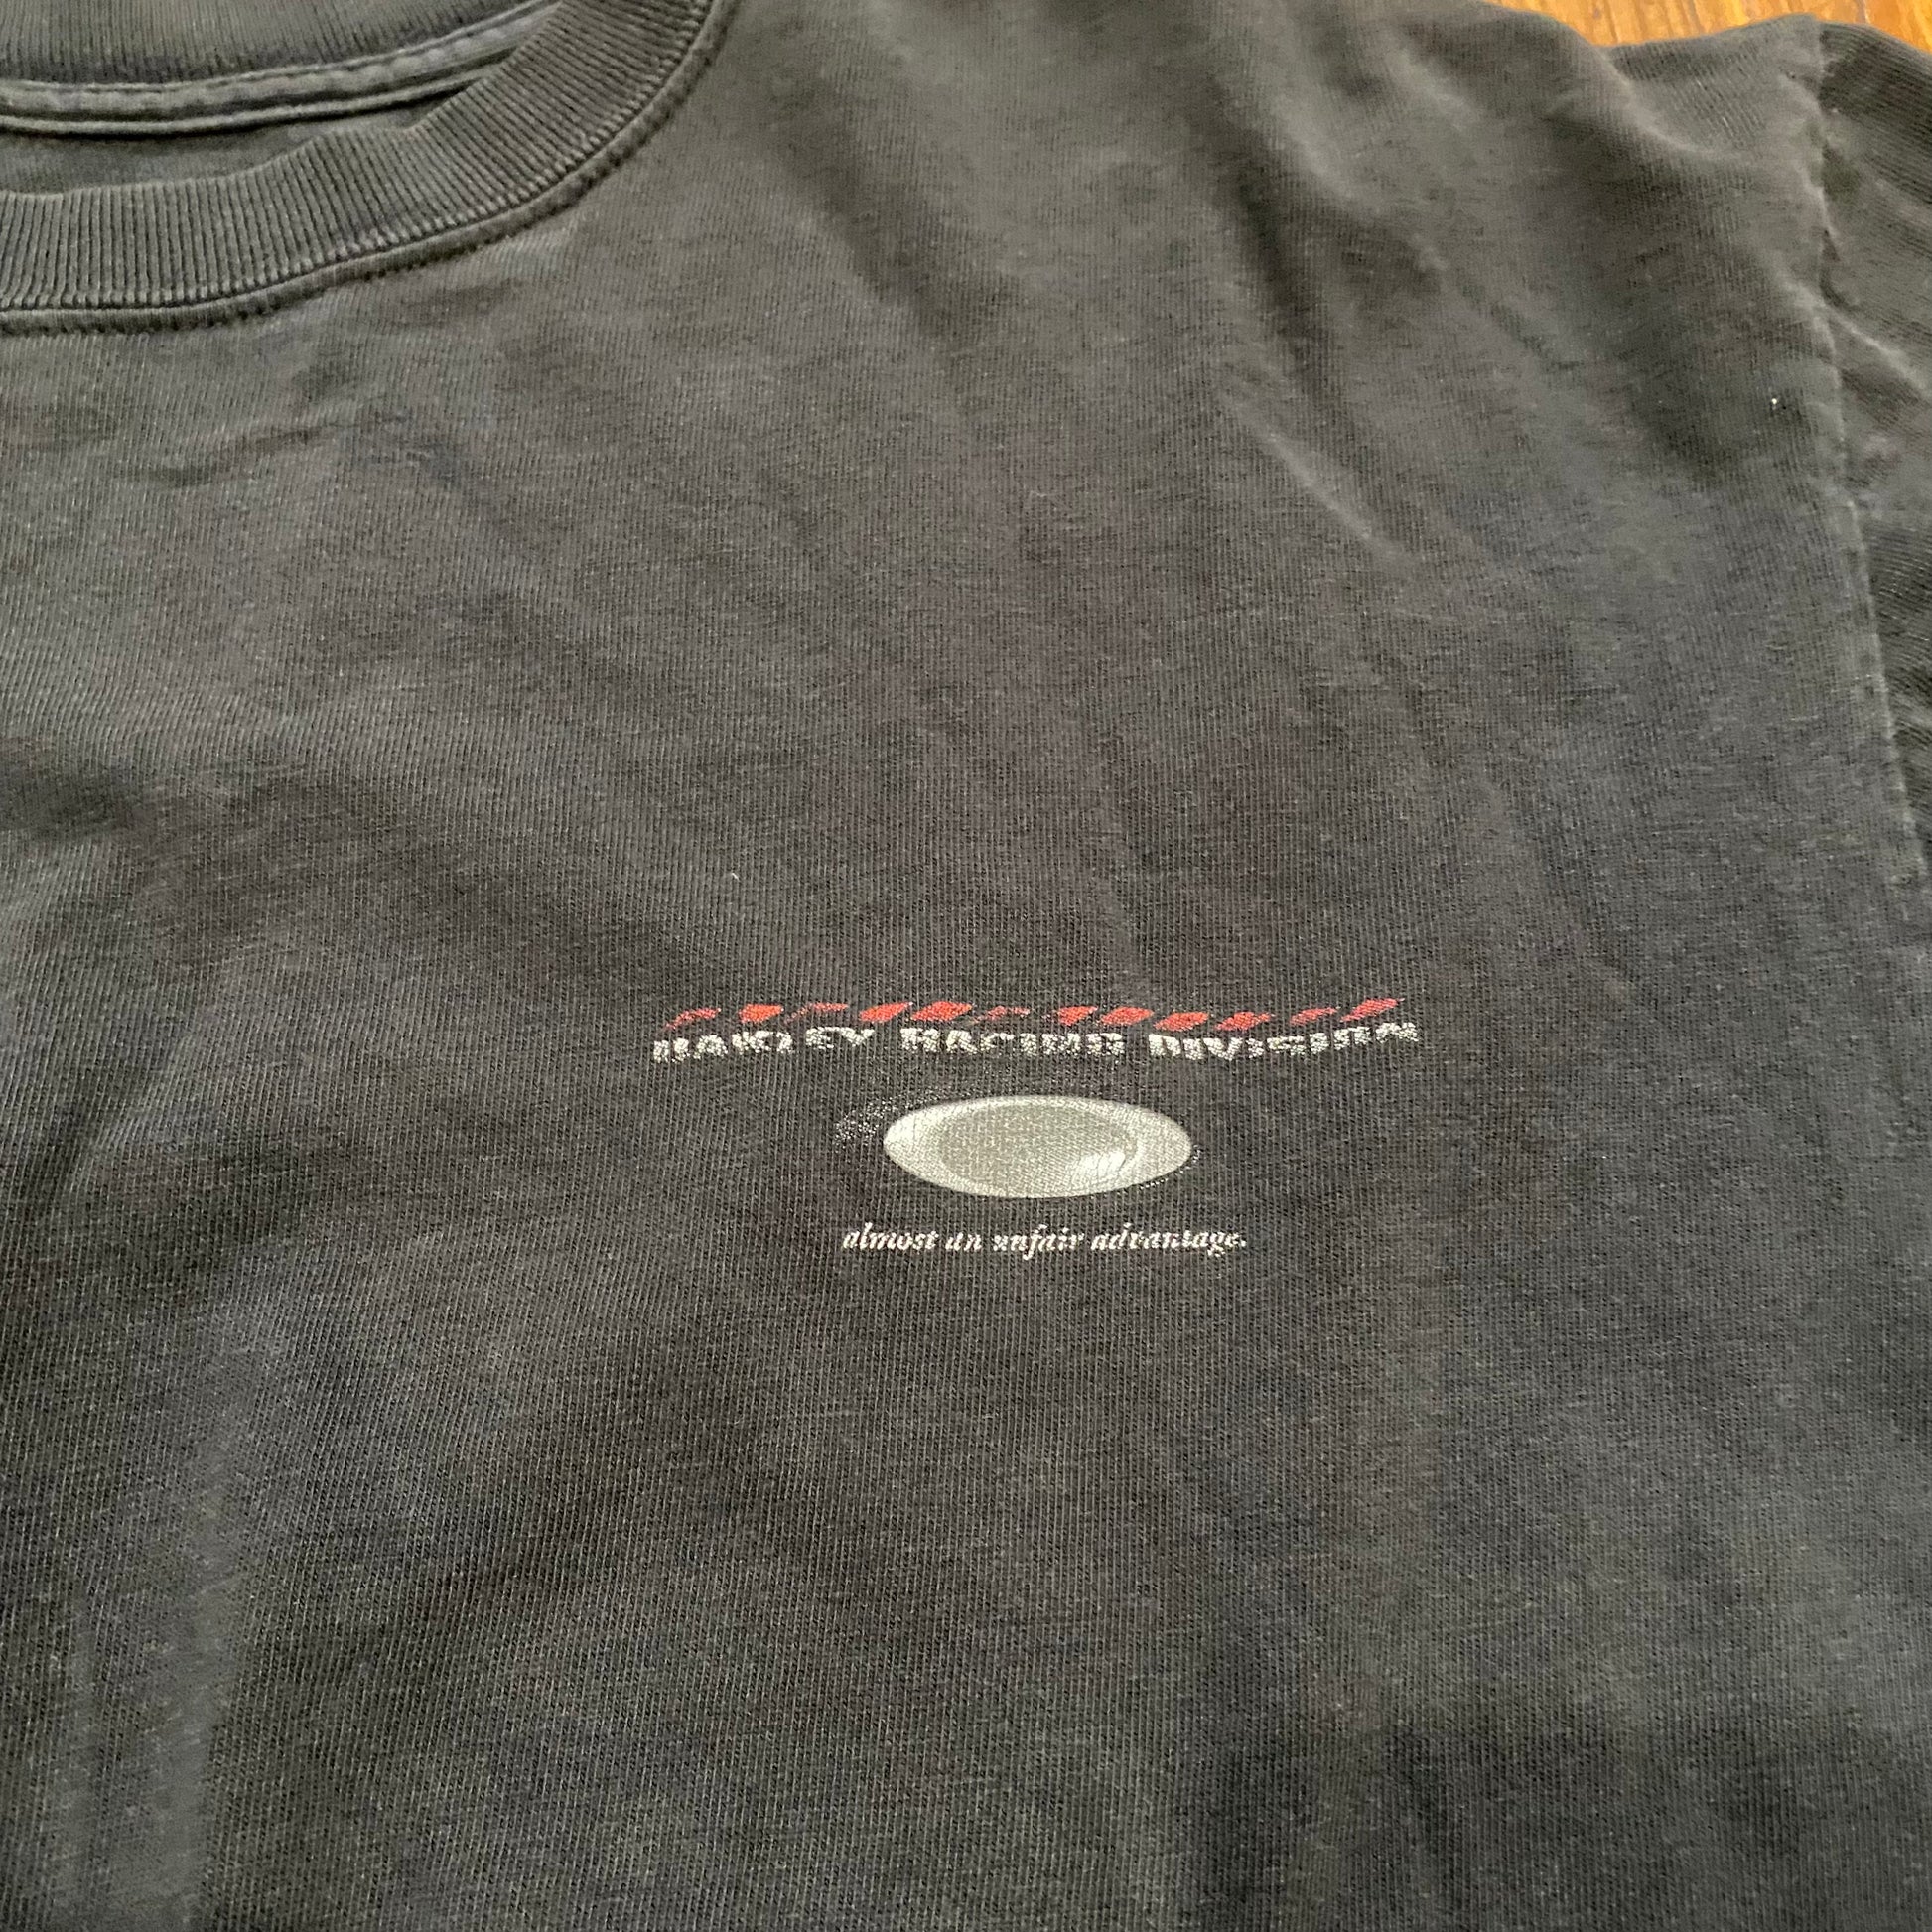 OAKLEY RACING DIVISION
almost an unfair advantage.